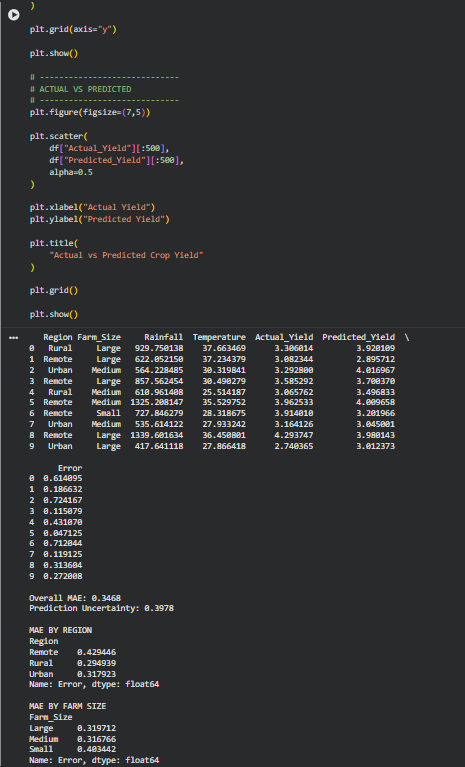 )
plt.grid(axis="y")
plt.show()
# -----------------------------
# ACTUAL VS PREDICTED
# -----------------------------
plt.figure(figsize=(7,5))
plt.scatter(
    df["Actual_Yield"][:500],
    df["Predicted_Yield"][:500],
    alpha=0.5
)
plt.xlabel("Actual Yield")
plt.ylabel("Predicted Yield")
plt.title(
    "Actual vs Predicted Crop Yield"
)
plt.grid()
plt.show()
   Region Farm_Size     Rainfall  Temperature  Actual_Yield  Predicted_Yield  \
0   Rural     Large   929.750138    37.663469      3.306014         3.920109
1  Remote     Large   622.052150    37.234379      3.082344         2.895712
2   Urban    Medium   564.228485    30.319841      3.292800         4.016967
3  Remote     Large   857.562454    30.490279      3.585292         3.700370
4   Rural    Medium   610.961408    25.514187      3.065762         3.496833
5  Remote    Medium  1325.208147    35.529752      3.962533         4.009658
6  Remote     Small   727.846279    28.318675      3.914010         3.201966
7   Urban    Medium   535.614122    27.933242      3.164126         3.045001
8  Remote     Large  1339.601634    36.450801      4.293747         3.980143
9   Urban     Large   417.641118    27.866418      2.740365         3.012373
      Error
0  0.614095
1  0.186632
2  0.724167
3  0.115079
4  0.431070
5  0.047125
6  0.712044
7  0.119125
8  0.313604
9  0.272008
Overall MAE: 0.3468
Prediction Uncertainty: 0.3978
MAE BY REGION
Region
Remote    0.429446
Rural     0.294939
Urban     0.317923
Name: Error, dtype: float64
MAE BY FARM SIZE
Farm_Size
Large     0.319712
Medium    0.316766
Small     0.403442
Name: Error, dtype: float64